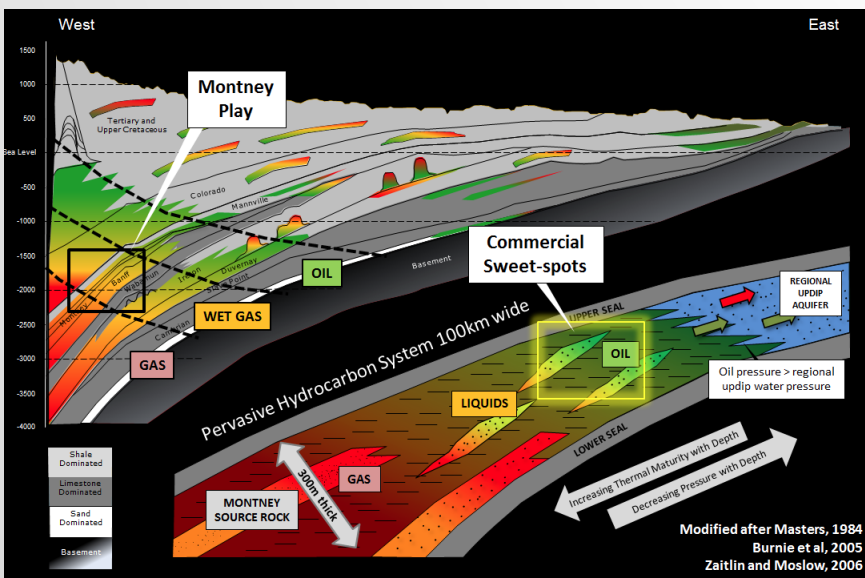 West
East
1500
1000
500
Sea Level
-500
-1000
-1500
-2000
-2500
-3000
-3500
-4000
Montney
Play
Tertiary and
Upper Cretaceous
Colorado
Mannville
Banff
Wabamun
Ireton
Duvernay
Montney
Cambrian
Point
Basement
OIL
WET GAS
GAS
Commercial
Sweet-spots
Pervasive Hydrocarbon System 100km wide
UPPER SEAL
OIL
LIQUIDS
LOWER SEAL
GAS
300m thick
MONTNEY
SOURCE ROCK
REGIONAL
UPDIP
AQUIFER
Oil pressure > regional
updip water pressure
Increasing Thermal Maturity with Depth
Decreasing Pressure with Depth
Shale
Dominated
Limestone
Dominated
Sand
Dominated
Basement
Modified after Masters, 1984
Burnie et al, 2005
Zaitlin and Moslow, 2006